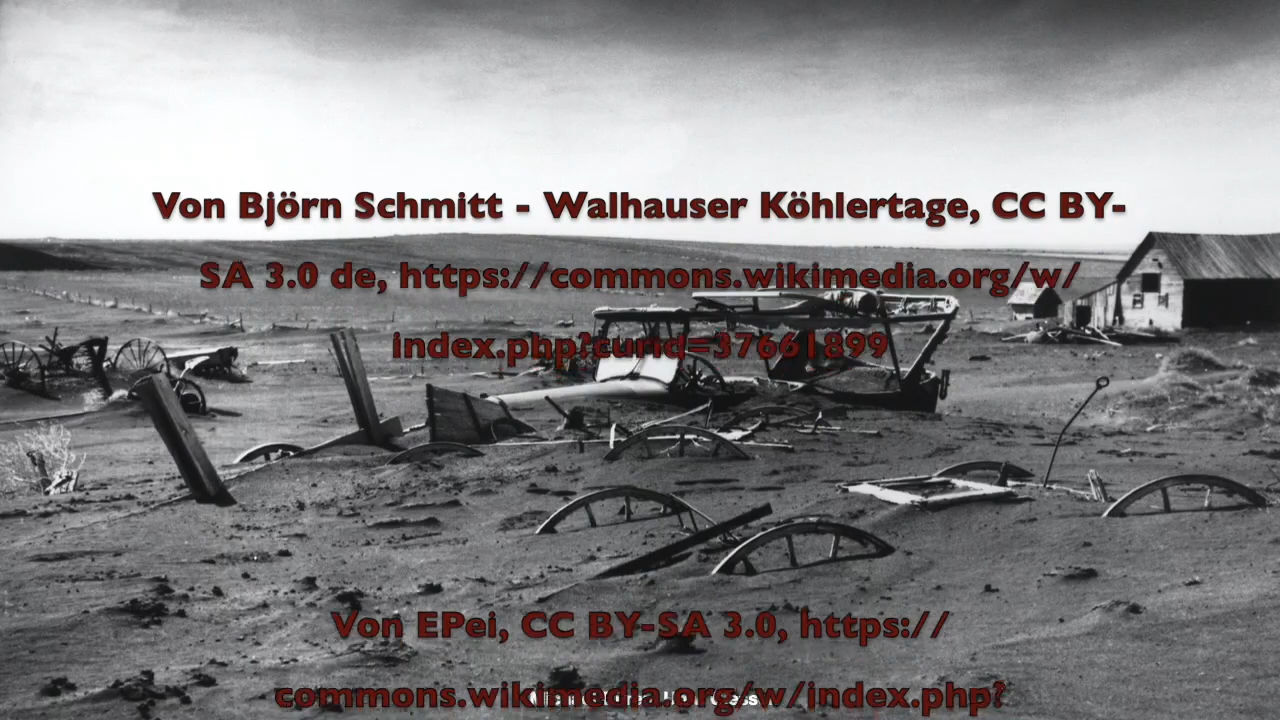 Von Björn Schmitt - Walhauser Köhlertage, CC BY-
SA 3.0 de, https://commons.wikimedia.org/w/
index.php?curid=37661899
Von EPei, CC BY-SA 3.0, https://
commons.wikimedia.org/w/index.php?